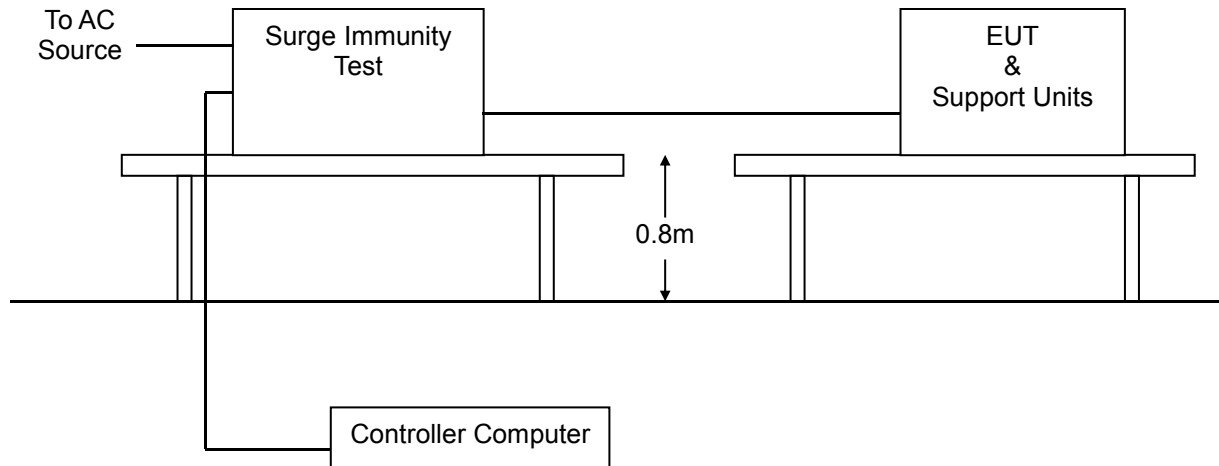 To AC
Source
Surge Immunity
Test
EUT
&
Support Units
0.8m
Controller Computer